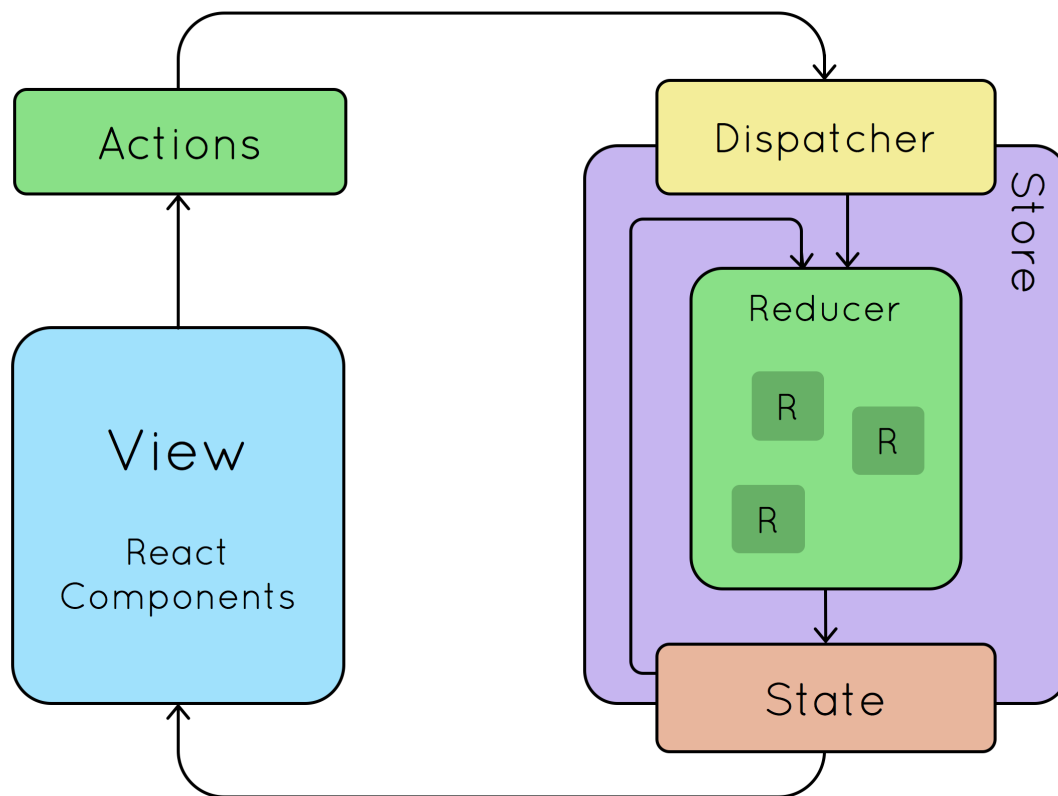 Actions
Dispatcher
Store
Reducer
R
R
R
View
React
Components
State